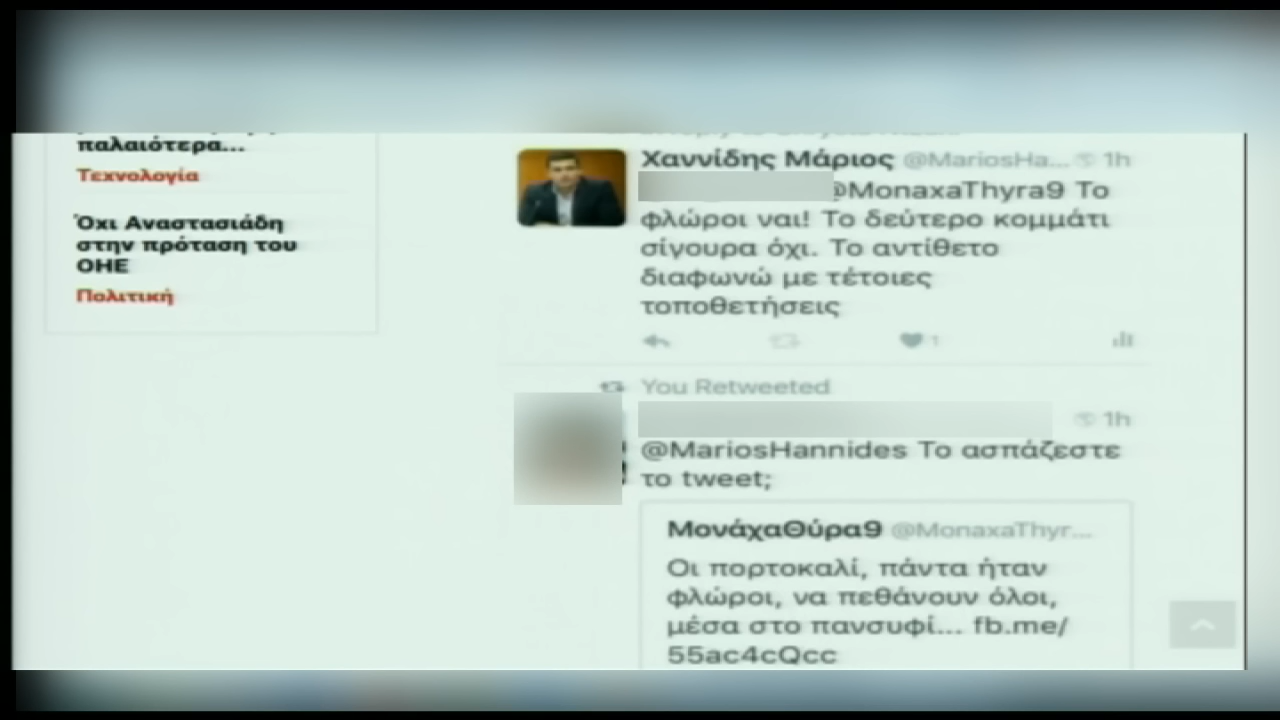 παλαιότερα...
Τεχνολογία
Όχι Αναστασιάδη
στην πρόταση του
ΟΗΕ
Πολιτική
Χαννίδης Μάριος @MariosHa... 1h
@MonaxaThyra9 Το
φλώροι ναι! Το δεύτερο κομμάτι
σίγουρα όχι. Το αντίθετο
διαφωνώ με τέτοιες
τοποθετήσεις
1
You Retweeted
1h
@MariosHannides Το ασπάζεστε
το tweet;
ΜονάχαΘύρα9 @MonaxaThyr...
Οι πορτοκαλί, πάντα ήταν
φλώροι, να πεθάνουν όλοι,
μέσα στο πανσυφί... fb.me/
55ac4cQcc